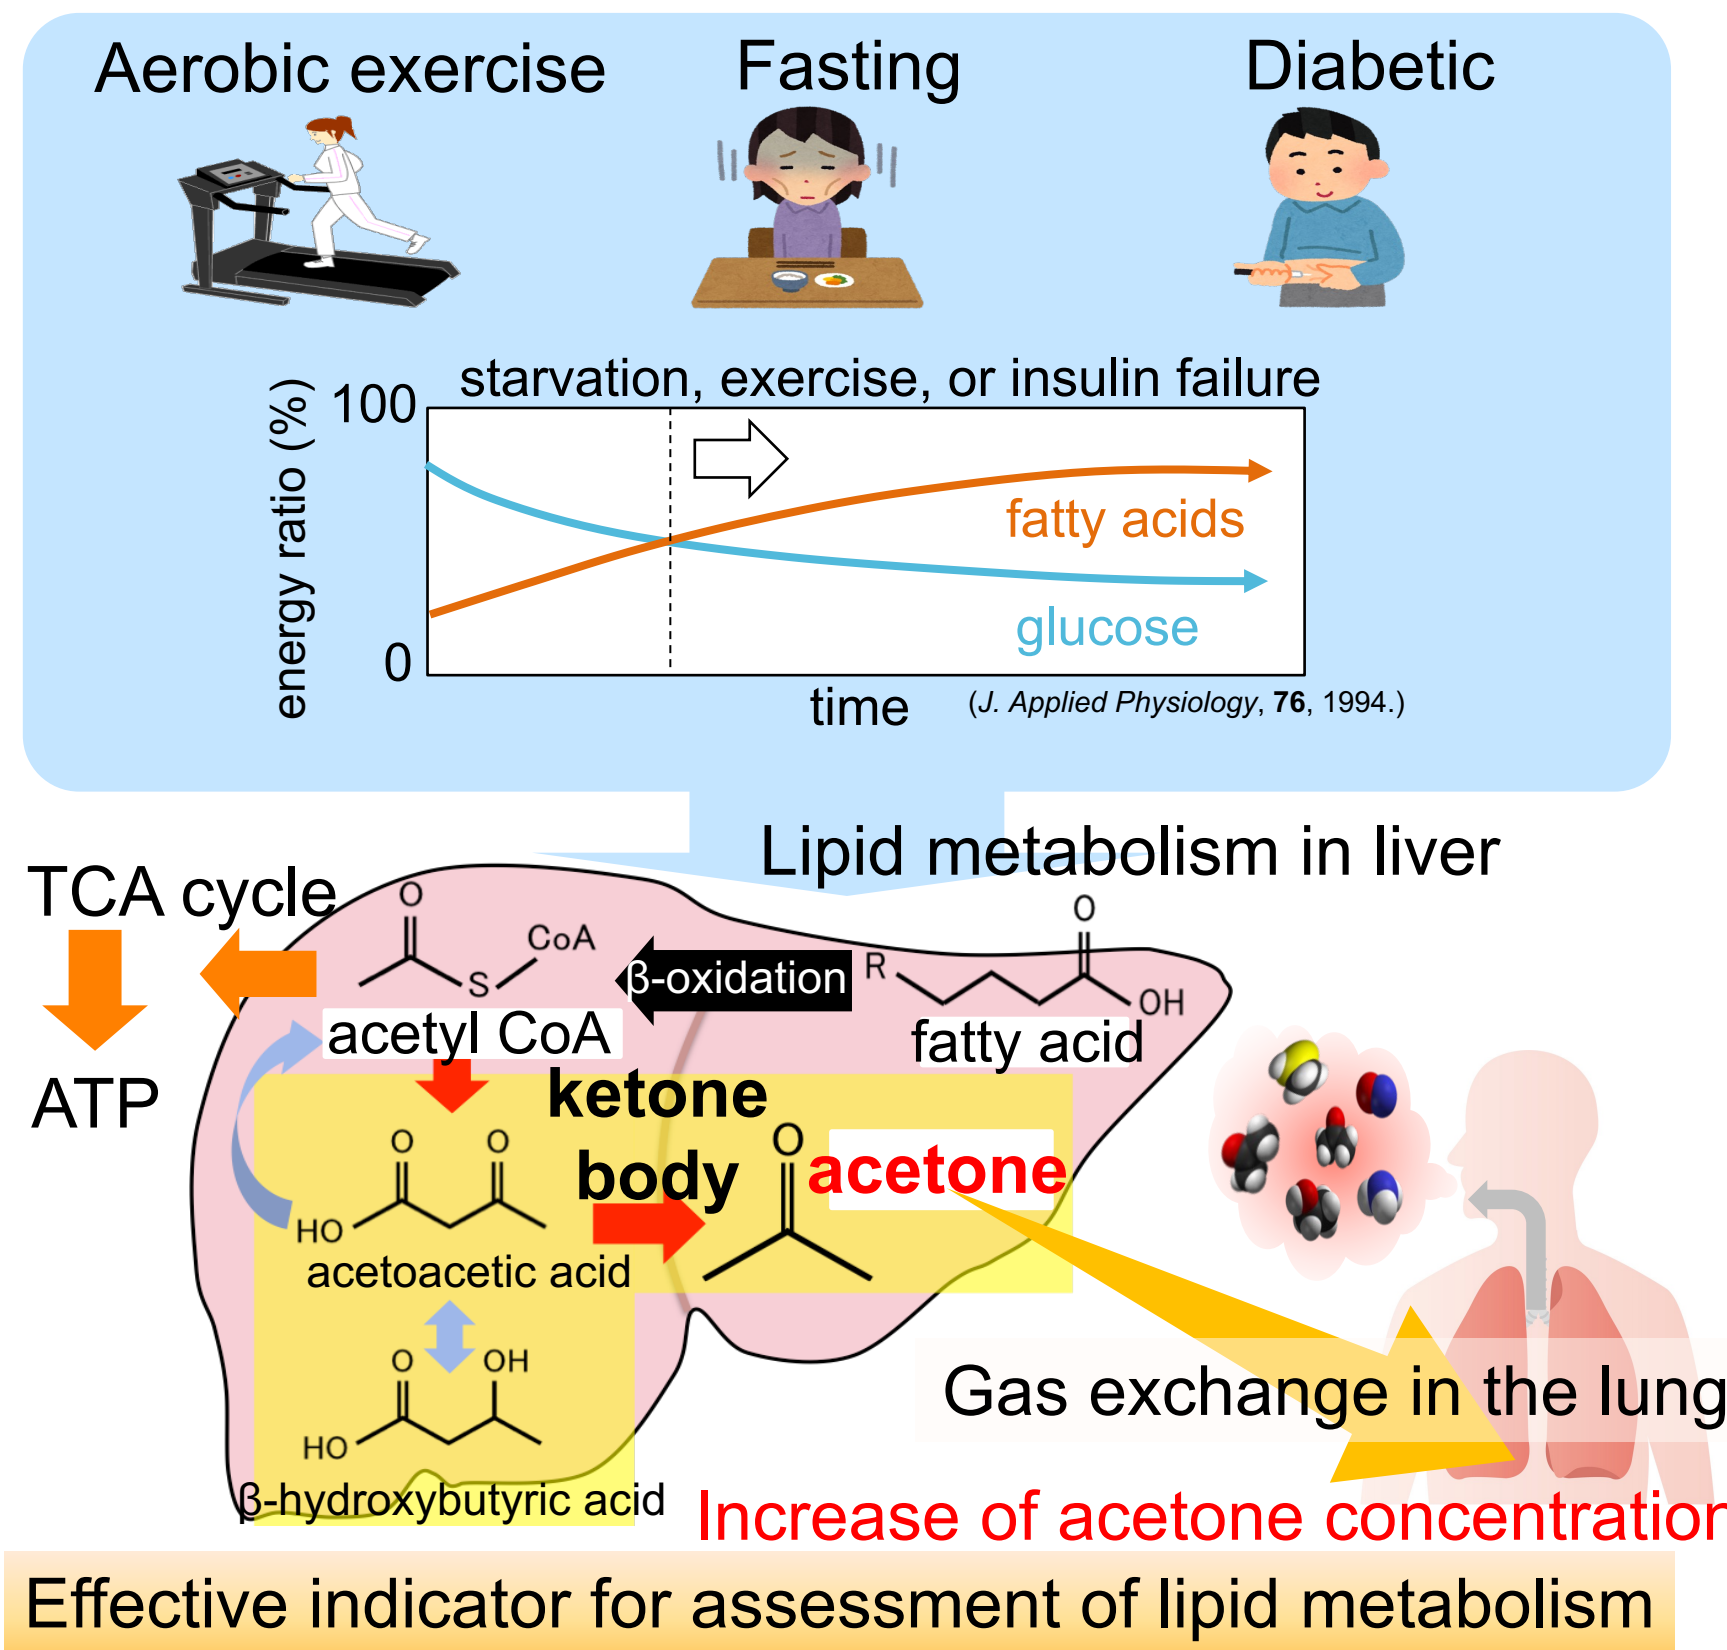 Aerobic exercise
Fasting
Diabetic
starvation, exercise, or insulin failure
energy ratio (%)
100
0
fatty acids
glucose
time
(J. Applied Physiology, 76, 1994.)
Lipid metabolism in liver
TCA cycle
ATP
O
CoA
S
acetyl CoA
β-oxidation
R
O
OH
fatty acid
ketone
body
O
acetone
O
O
HO
acetoacetic acid
O
OH
HO
β-hydroxybutyric acid
Gas exchange in the lung
Increase of acetone concentration
Effective indicator for assessment of lipid metabolism